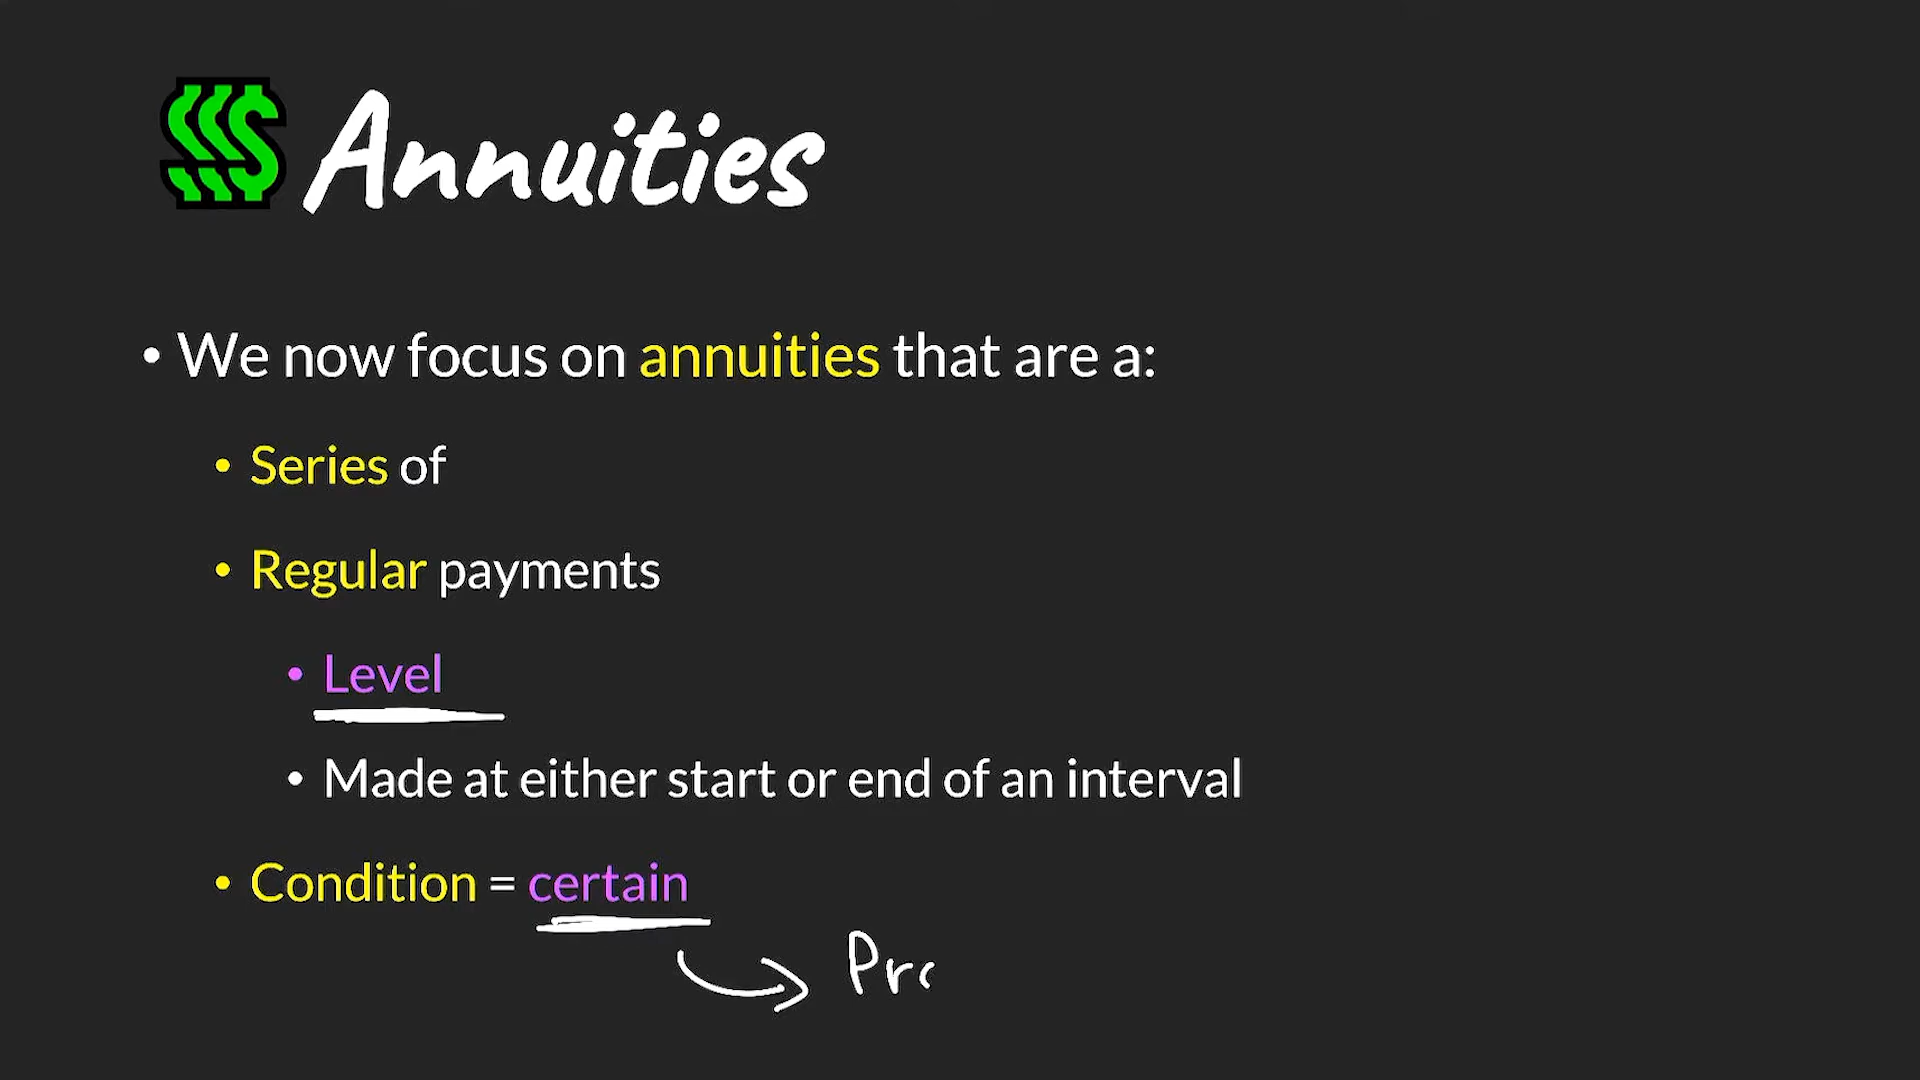 Annuities
• We now focus on annuities that are a:
• Series of
• Regular payments
• Level
• Made at either start or end of an interval
• Condition = certain
Pr